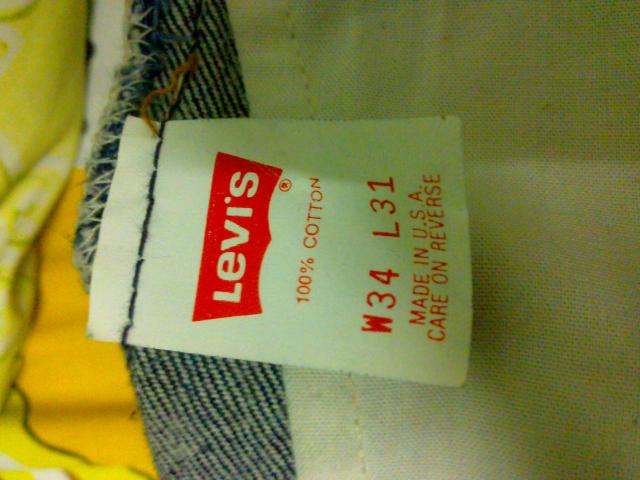 Levi's ®
100% COTTON
W34 L31
MADE IN U.S.A.
CARE ON REVERSE